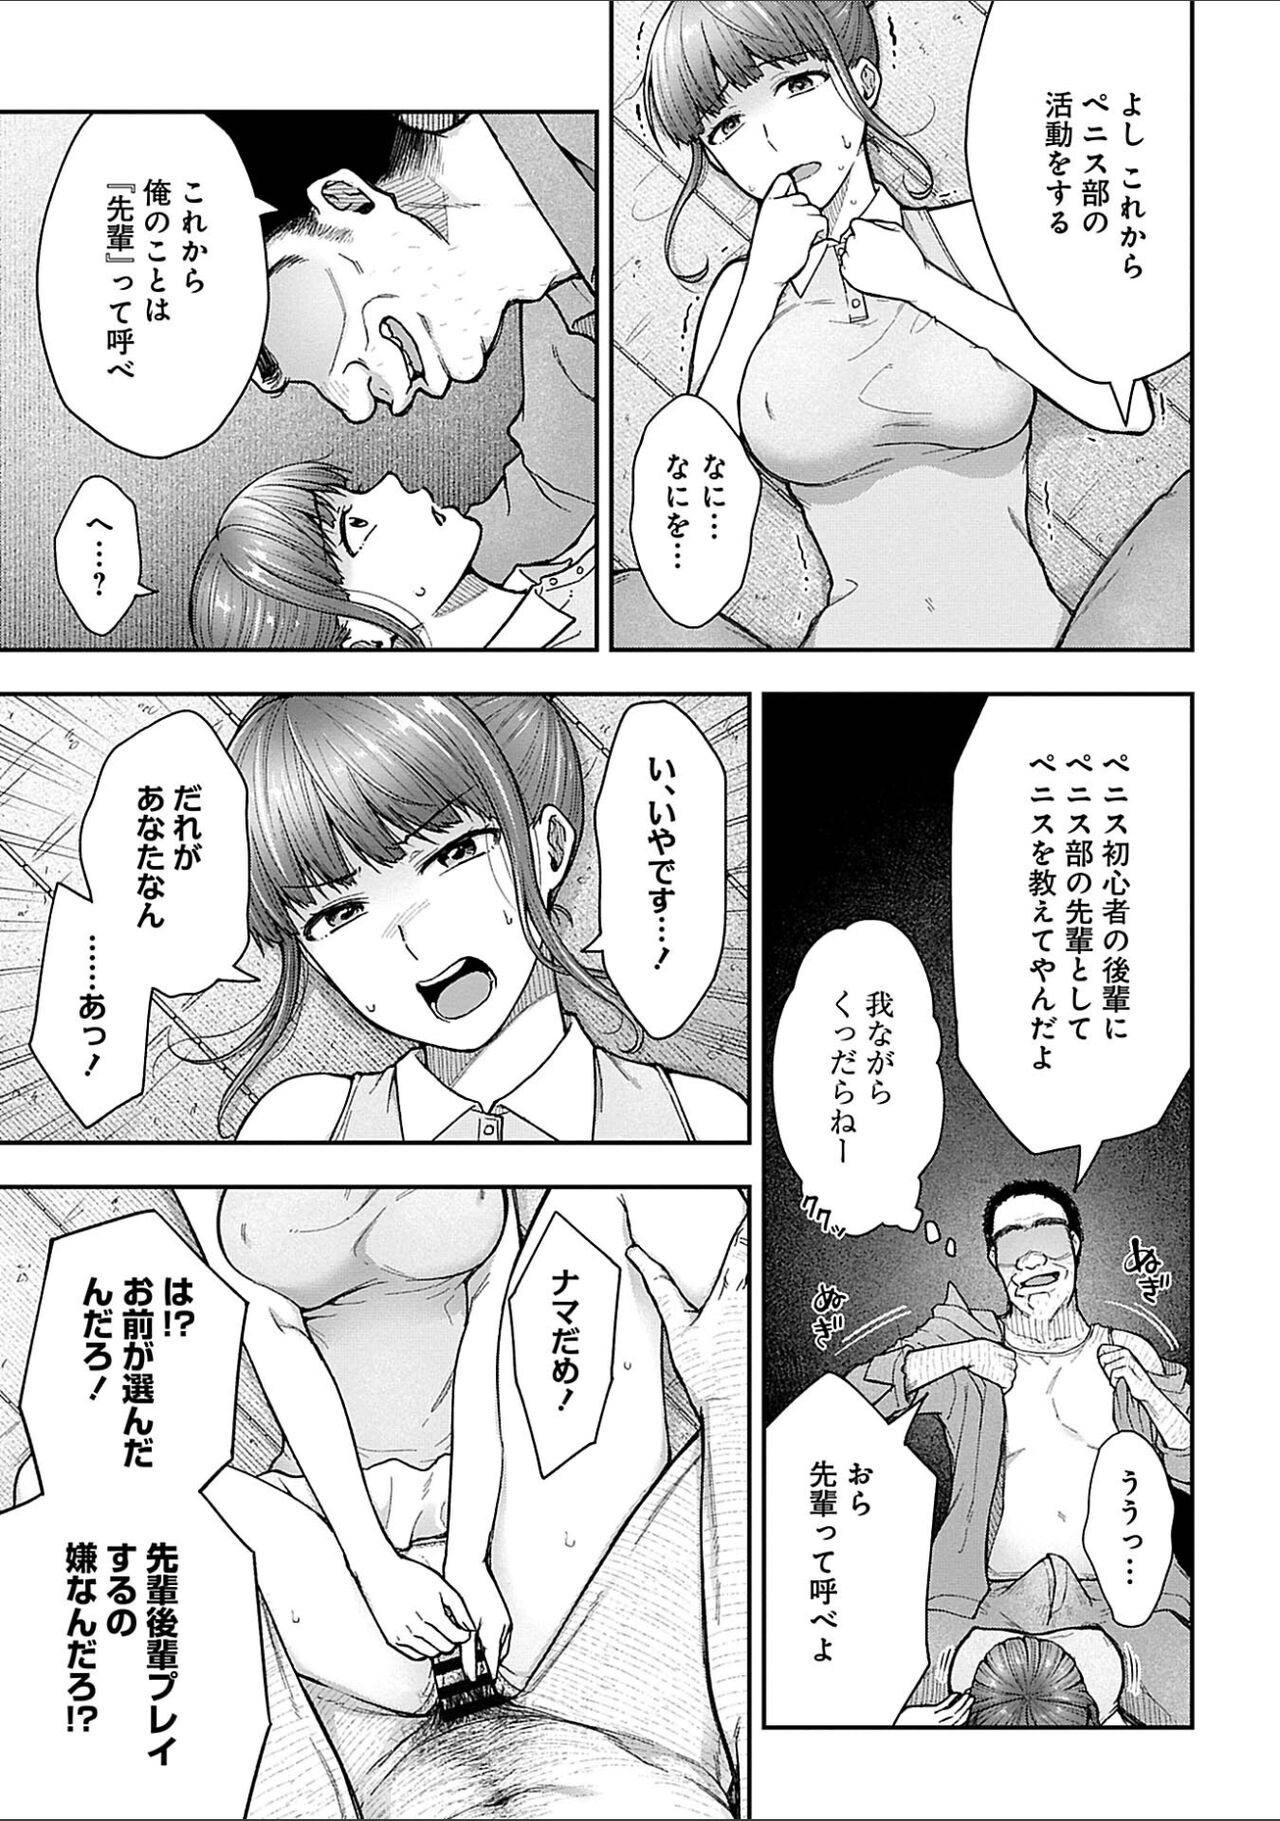 よし これから
ペニス部の
活動をする
なに…
なにを…
これから
俺のことは
『先輩』って呼べ
へ…?
ペニス初心者の後輩に
ペニス部の先輩として
ペニスを教えてやんだよ
我ながら
くっだらねー
ククッ
ぬぎ
ぬぎ
ううっ…
おら
先輩って呼べよ
い、いやです…!
だれが
あなたなん
……あっ!
ナマだめ!
は!?
お前が選んだ
んだろ!
先輩後輩プレイ
するの
嫌なんだろ!?